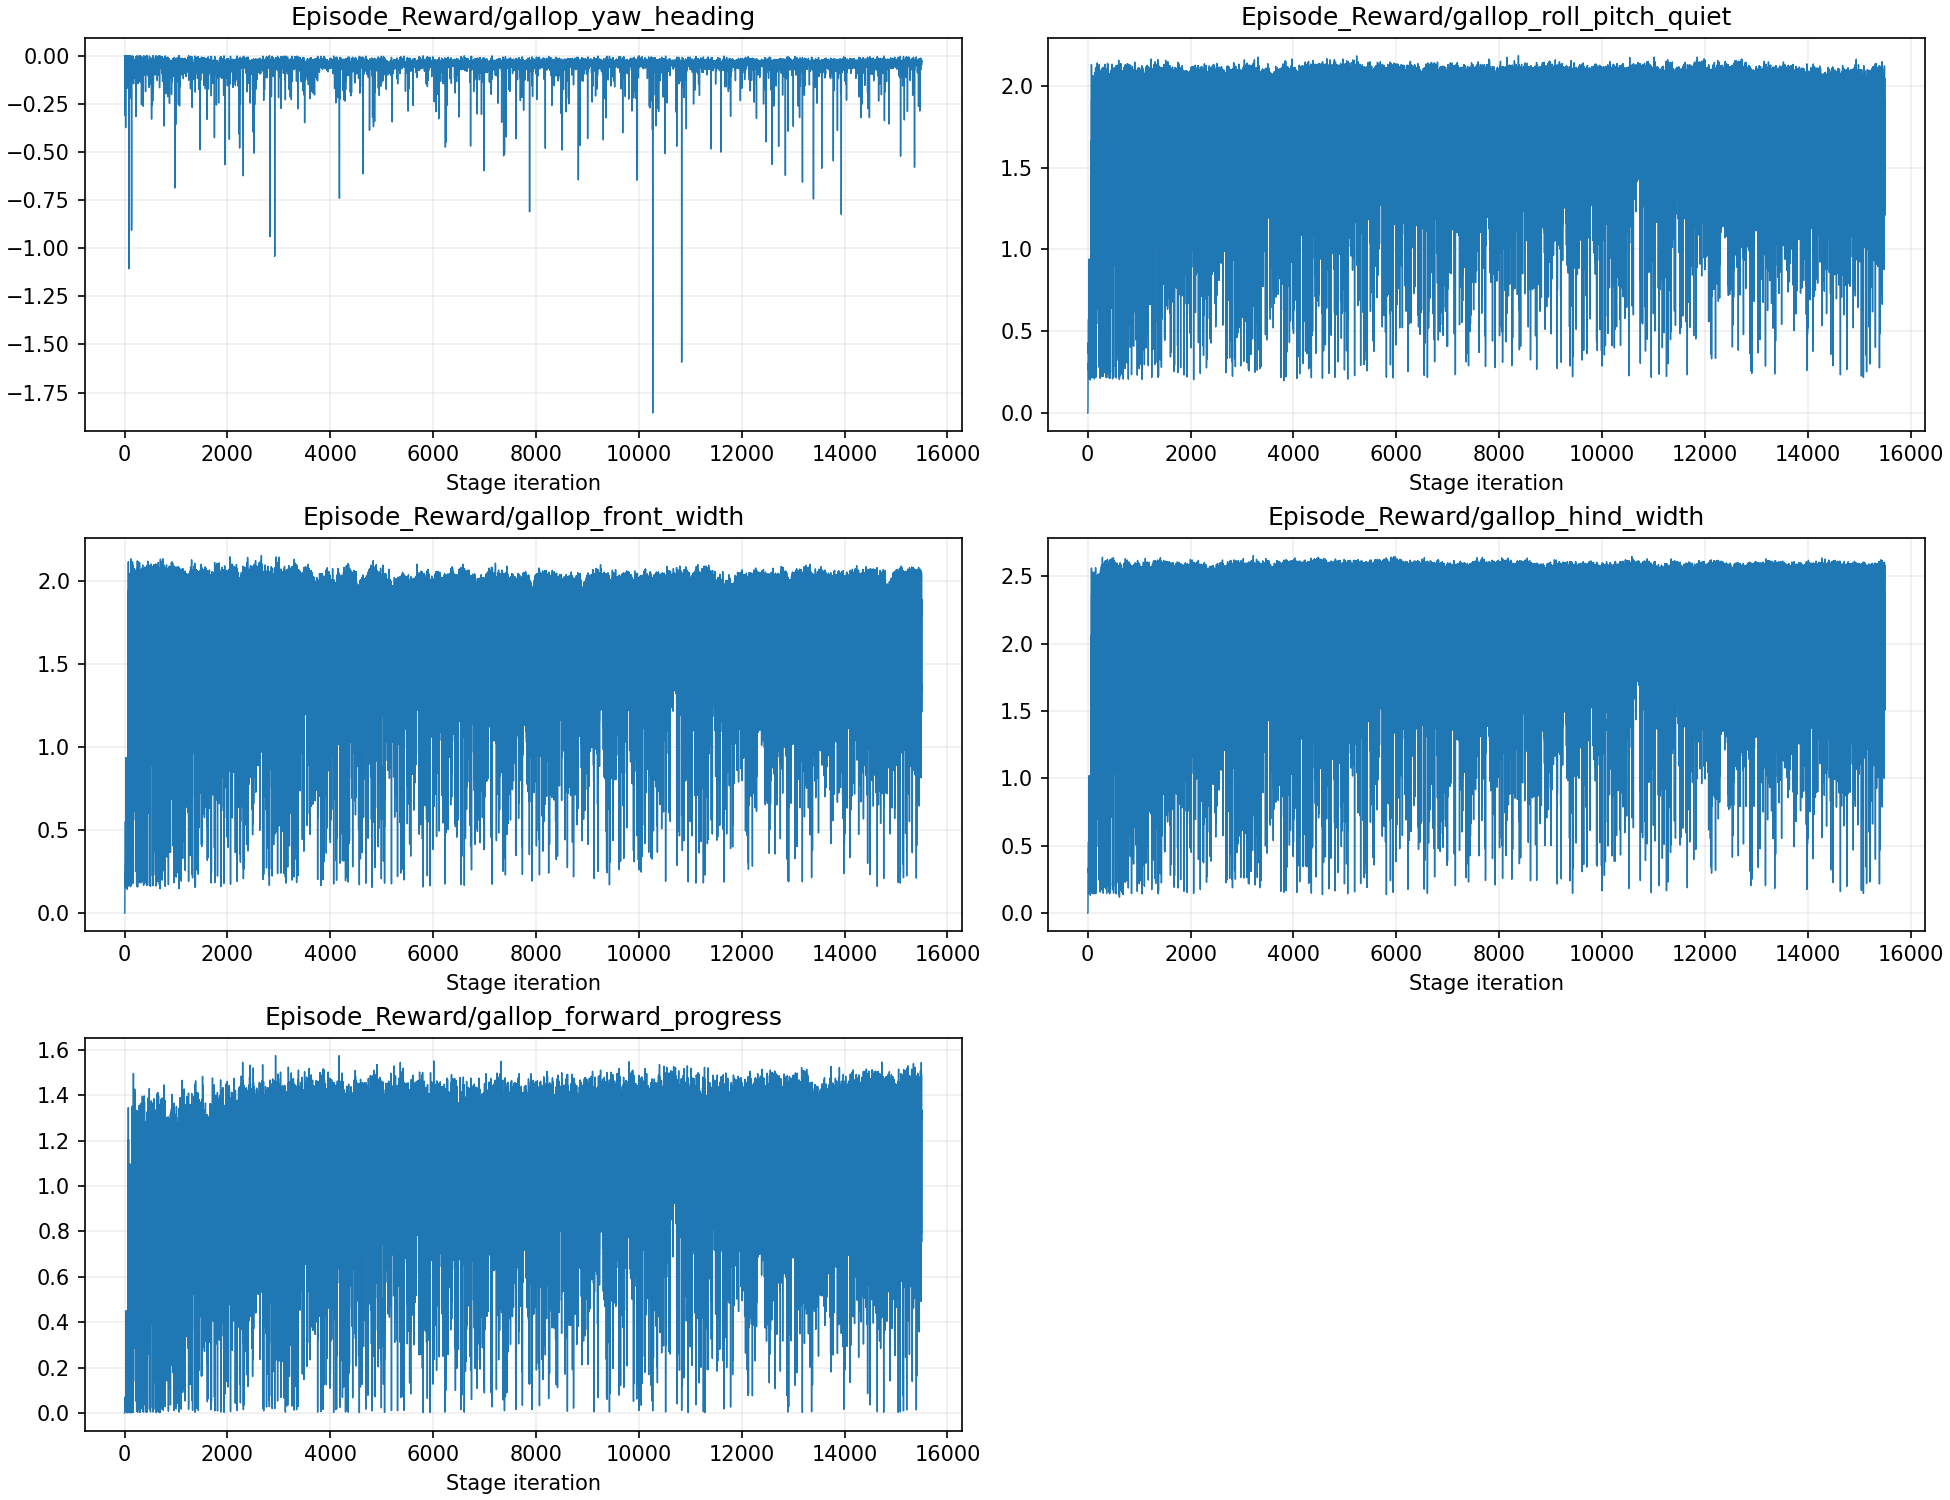 Episode_Reward/gallop_yaw_heading
0.00
−0.25
−0.50
−0.75
−1.00
−1.25
−1.50
−1.75
0 2000 4000 6000 8000 10000 12000 14000 16000
Stage iteration
Episode_Reward/gallop_roll_pitch_quiet
2.0
1.5
1.0
0.5
0.0
0 2000 4000 6000 8000 10000 12000 14000 16000
Stage iteration
Episode_Reward/gallop_front_width
2.0
1.5
1.0
0.5
0.0
0 2000 4000 6000 8000 10000 12000 14000 16000
Stage iteration
Episode_Reward/gallop_hind_width
2.5
2.0
1.5
1.0
0.5
0.0
0 2000 4000 6000 8000 10000 12000 14000 16000
Stage iteration
Episode_Reward/gallop_forward_progress
1.6
1.4
1.2
1.0
0.8
0.6
0.4
0.2
0.0
0 2000 4000 6000 8000 10000 12000 14000 16000
Stage iteration